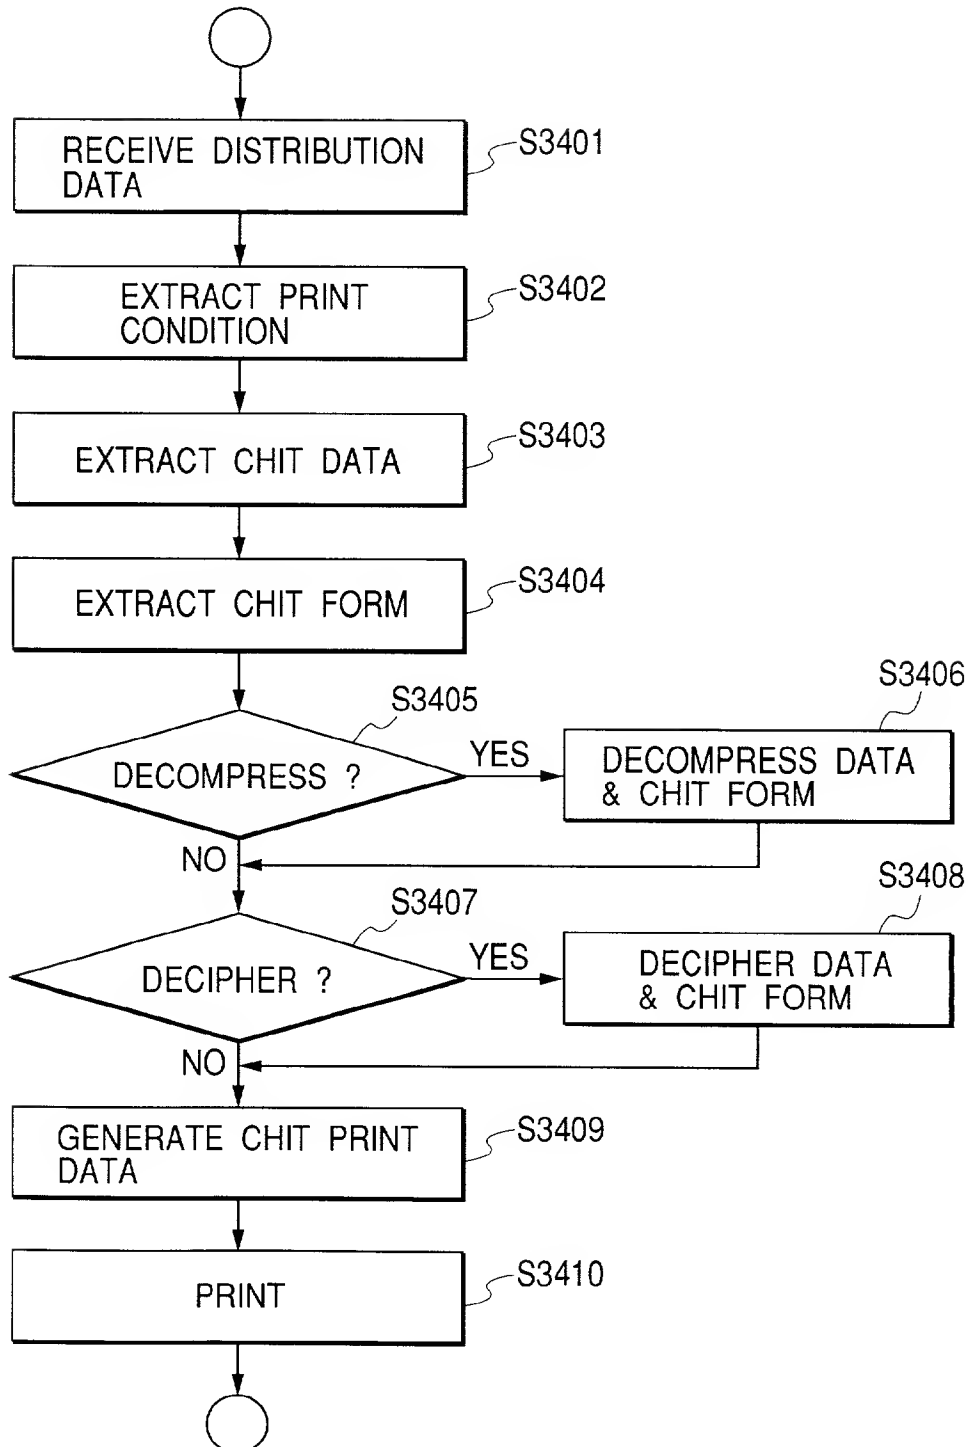 RECEIVE DISTRIBUTION
DATA
S3401
EXTRACT PRINT
CONDITION
S3402
EXTRACT CHIT DATA
S3403
EXTRACT CHIT FORM
S3404
S3405
DECOMPRESS ?
YES
S3406
DECOMPRESS DATA
& CHIT FORM
NO
S3407
DECIPHER ?
YES
S3408
DECIPHER DATA
& CHIT FORM
NO
GENERATE CHIT PRINT
DATA
S3409
PRINT
S3410